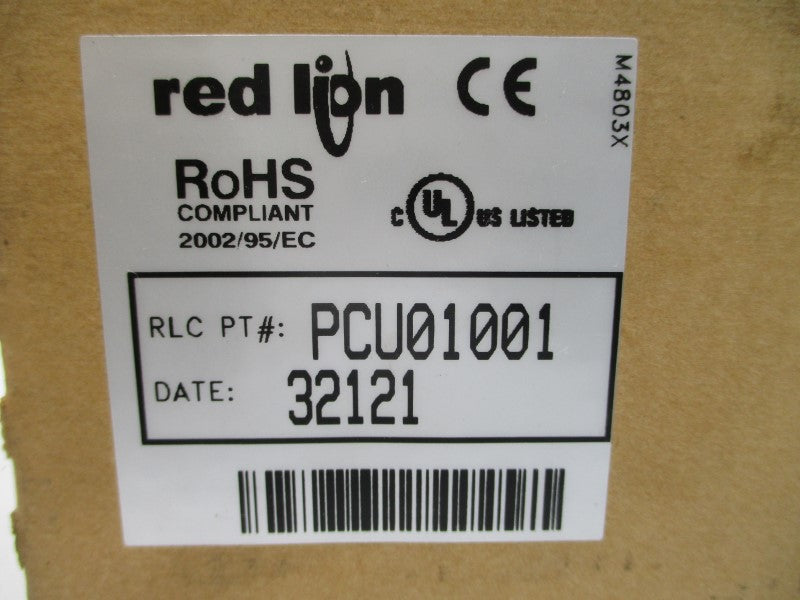 red lion CE
M4803X
RoHS
COMPLIANT
2002/95/EC
C UL US LISTED
RLC PT#: PCU01001
DATE: 32121